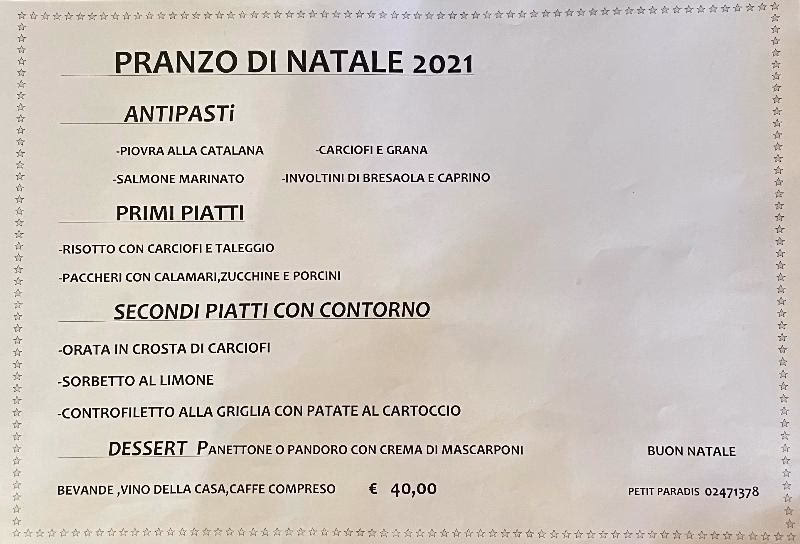 PRANZO DI NATALE 2021
ANTIPASTi
-PIOVRA ALLA CATALANA -CARCIOFI E GRANA
-SALMONE MARINATO -INVOLTINI DI BRESAOLA E CAPRINO
PRIMI PIATTI
-RISOTTO CON CARCIOFI E TALEGGIO
-PACCHERI CON CALAMARI,ZUCCHINE E PORCINI
SECONDI PIATTI CON CONTORNO
-ORATA IN CROSTA DI CARCIOFI
-SORBETTO AL LIMONE
-CONTROFILETTO ALLA GRIGLIA CON PATATE AL CARTOCCIO
DESSERT PANETTONE O PANDORO CON CREMA DI MASCARPONI BUON NATALE
BEVANDE ,VINO DELLA CASA,CAFFE COMPRESO € 40,00 PETIT PARADIS 02471378